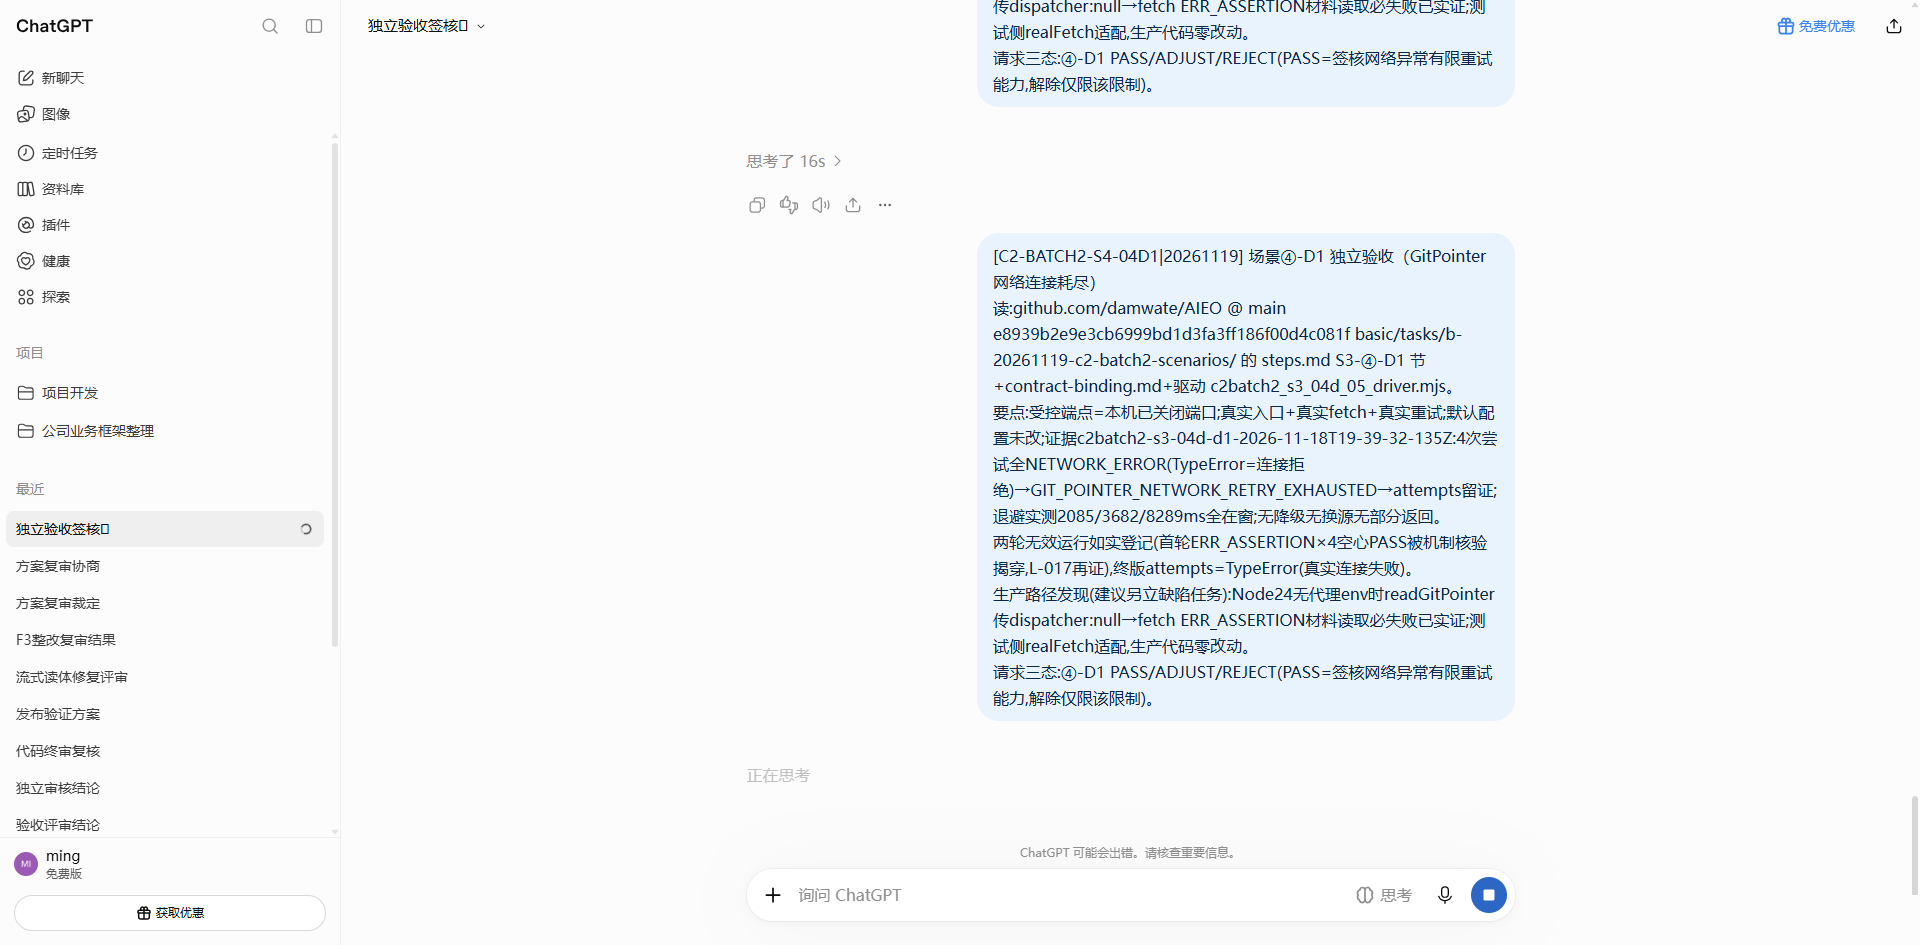 ChatGPT
新聊天
图像
定时任务
资料库
插件
健康
探索
项目
项目开发
公司业务框架整理
最近
独立验收签核
方案复审协商
方案复审裁定
F3整改复审结果
流式读体修复评审
发布验证方案
代码终审复核
独立审核结论
验收评审结论
MI
ming
免费版
获取优惠
独立验收签核
免费优惠
传dispatcher:null→fetch ERR_ASSERTION材料读取必失败已实证;测
试侧realFetch适配,生产代码零改动。
请求三态:④-D1 PASS/ADJUST/REJECT(PASS=签核网络异常有限重试
能力,解除仅限该限制)。
思考了 16s
[C2-BATCH2-S4-04D1|20261119] 场景④-D1 独立验收（GitPointer
网络连接耗尽）
读:github.com/damwate/AIEO @ main
e8939b2e9e3cb6999bd1d3fa3ff186f00d4c081f basic/tasks/b-
20261119-c2-batch2-scenarios/ 的 steps.md S3-④-D1 节
+contract-binding.md+驱动 c2batch2_s3_04d_05_driver.mjs。
要点:受控端点=本机已关闭端口;真实入口+真实fetch+真实重试;默认配
置未改;证据c2batch2-s3-04d-d1-2026-11-18T19-39-32-135Z:4次尝
试全NETWORK_ERROR(TypeError=连接拒
绝)→GIT_POINTER_NETWORK_RETRY_EXHAUSTED→attempts留证;
退避实测2085/3682/8289ms全在窗;无降级无换源无部分返回。
两轮无效运行如实登记(首轮ERR_ASSERTION×4空心PASS被机制核验
揭穿,L-017再证),终版attempts=TypeError(真实连接失败)。
生产路径发现(建议另立缺陷任务):Node24无代理env时readGitPointer
传dispatcher:null→fetch ERR_ASSERTION材料读取必失败已实证;测
试侧realFetch适配,生产代码零改动。
请求三态:④-D1 PASS/ADJUST/REJECT(PASS=签核网络异常有限重试
能力,解除仅限该限制)。
正在思考
ChatGPT 可能会出错。请核查重要信息。
询问 ChatGPT
思考